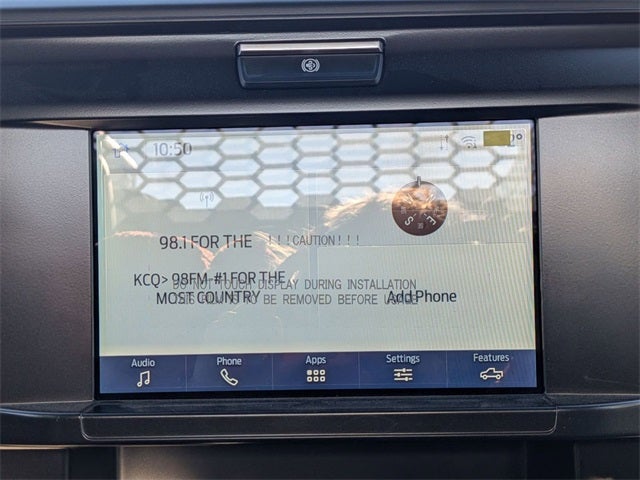 10:50
98.1 FOR THE
!!!CAUTION!!!
E
S
KCQ> 98FM-#1 FOR THE
MOST COUNTRY
DO NOT TOUCH DISPLAY DURING INSTALLATION
TO BE REMOVED BEFORE
Add Phone
Audio
Phone
Apps
Settings
Features